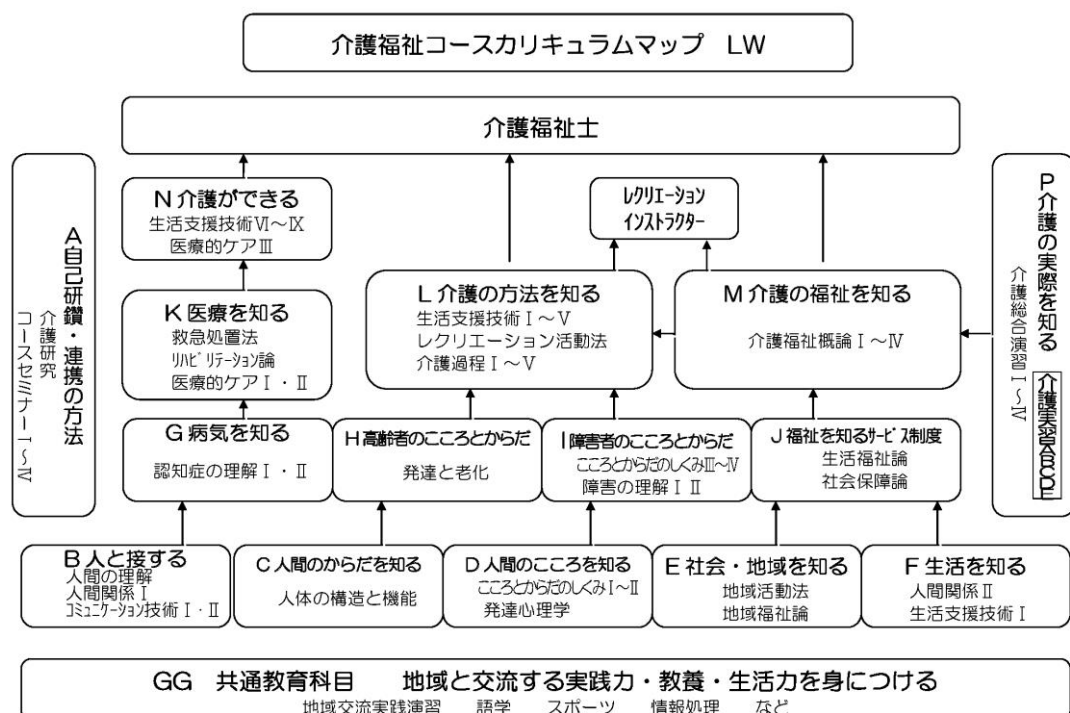 介護福祉コースカリキュラムマップ LW
介護福祉士
A自己研鑽・連携の方法
介護研究
コースセミナーⅠ～Ⅳ
N介護ができる
生活支援技術Ⅵ～Ⅸ
医療的ケアⅢ
レクリエーション
インストラクター
P介護の実際を知る
介護総合演習Ⅰ～Ⅳ
介護実習ABCDE
K医療を知る
救急処置法
リハビリテーション論
医療的ケアⅠ・Ⅱ
L介護の方法を知る
生活支援技術Ⅰ～Ⅴ
レクリエーション活動法
介護過程Ⅰ～Ⅴ
M介護の福祉を知る
介護福祉概論Ⅰ～Ⅳ
G病気を知る
認知症の理解Ⅰ・Ⅱ
H高齢者のこころとからだ
発達と老化
I障害者のこころとからだ
こころとからだのしくみⅢ～Ⅳ
障害の理解ⅠⅡ
J福祉を知るサービス制度
生活福祉論
社会保障論
B人と接する
人間の理解
人間関係Ⅰ
コミュニケーション技術Ⅰ・Ⅱ
C人間のからだを知る
人体の構造と機能
D人間のこころを知る
こころとからだのしくみⅠ～Ⅱ
発達心理学
E社会・地域を知る
地域活動法
地域福祉論
F生活を知る
人間関係Ⅱ
生活支援技術Ⅰ
GG 共通教育科目 地域と交流する実践力・教養・生活力を身につける
地域交流実践演習 語学 スポーツ 情報処理 など